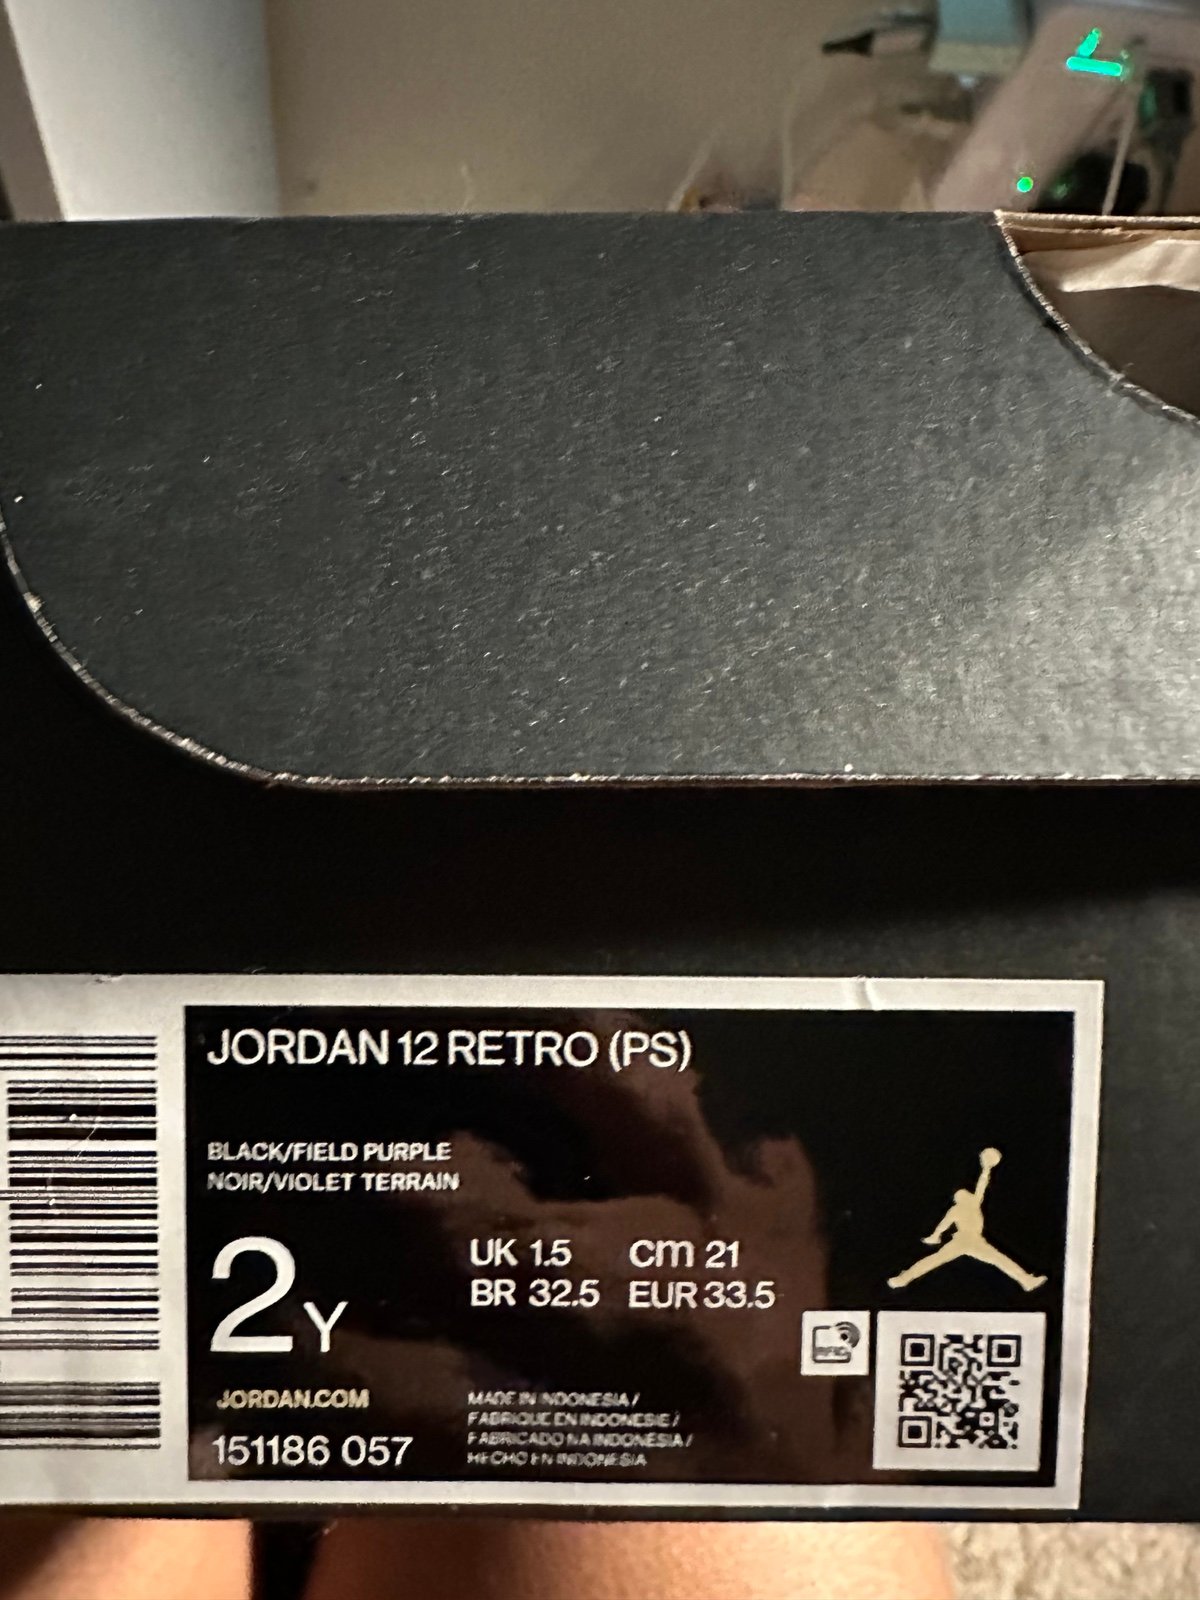 JORDAN 12 RETRO (PS)
BLACK/FIELD PURPLE
NOIR/VIOLET TERRAIN
2Y
UK 1.5 cm 21
BR 32.5 EUR 33.5
RFID
JORDAN.COM
151186 057
MADE IN INDONESIA /
FABRIQUE EN INDONESIE /
FABRICADO NA INDONESIA /
HECHO EN INDONESIA